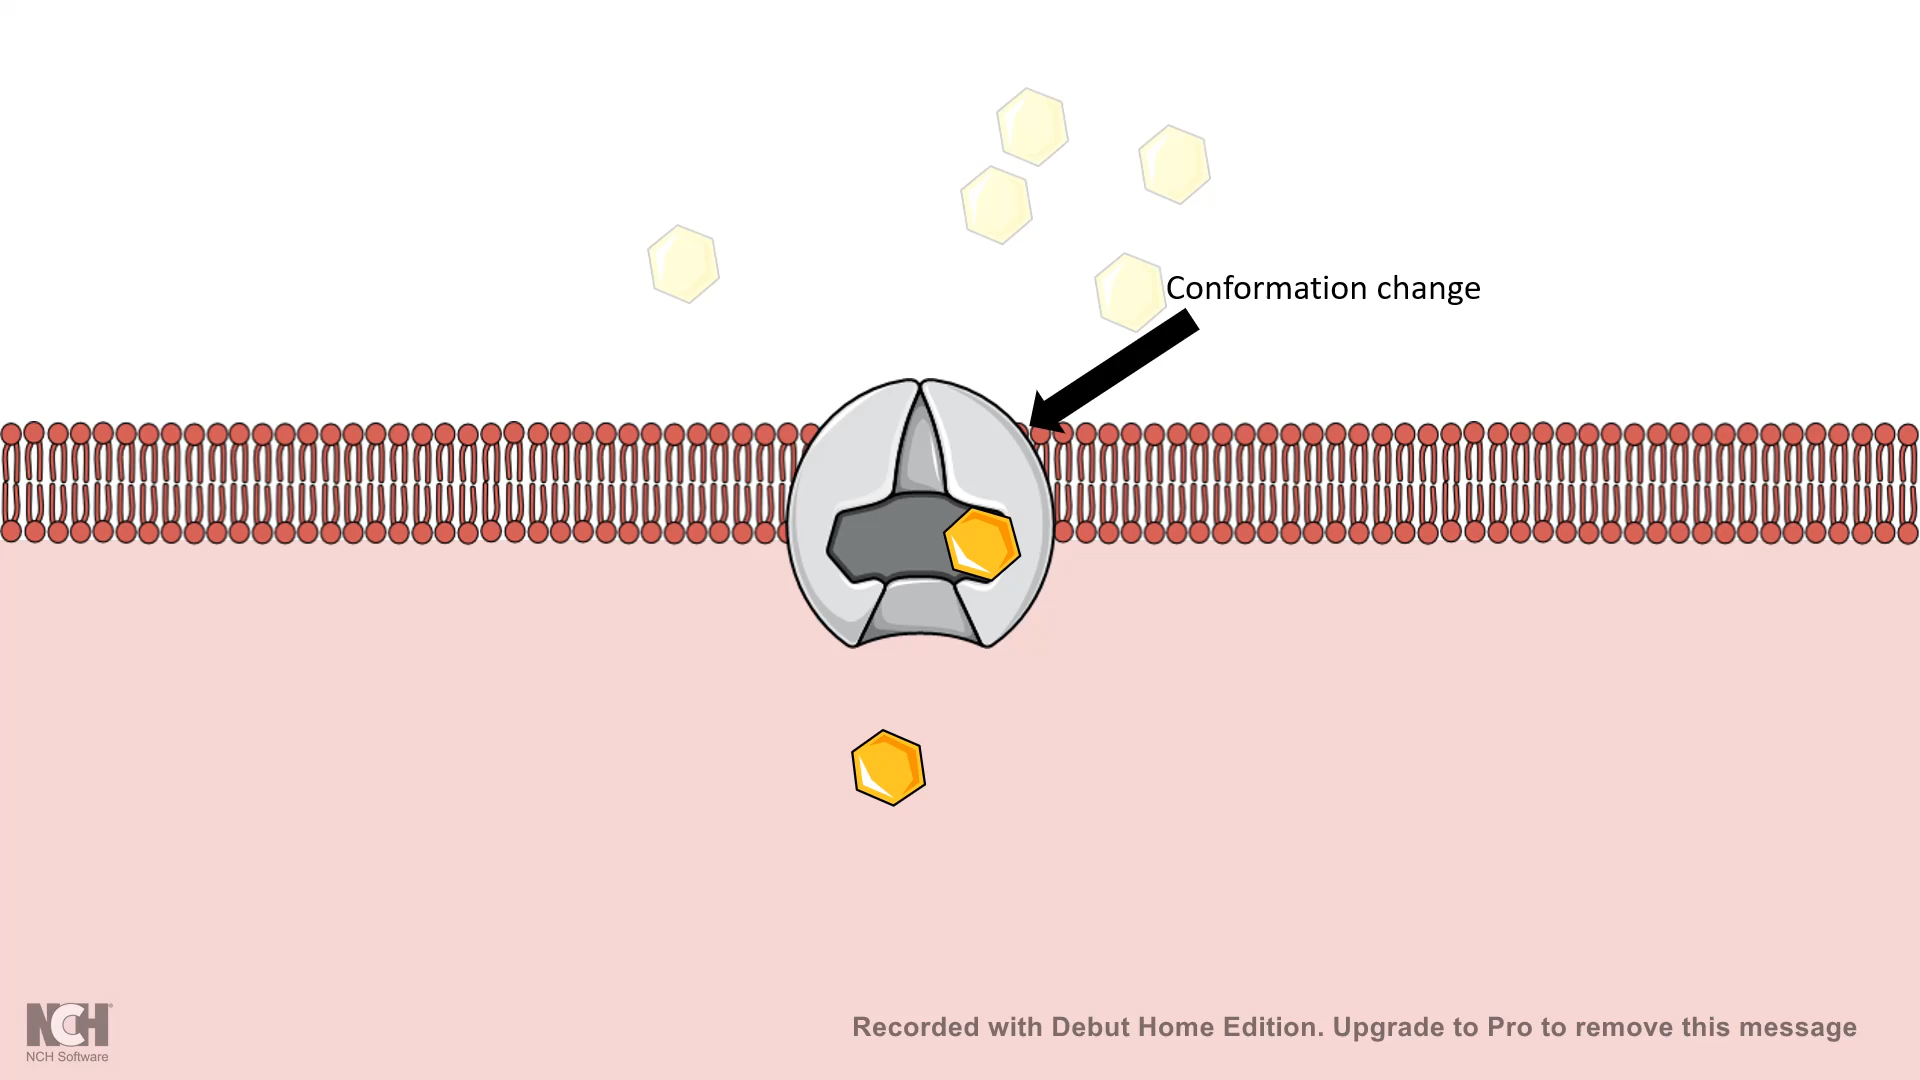 Conformation change
NCH
NCH Software
Recorded with Debut Home Edition. Upgrade to Pro to remove this message